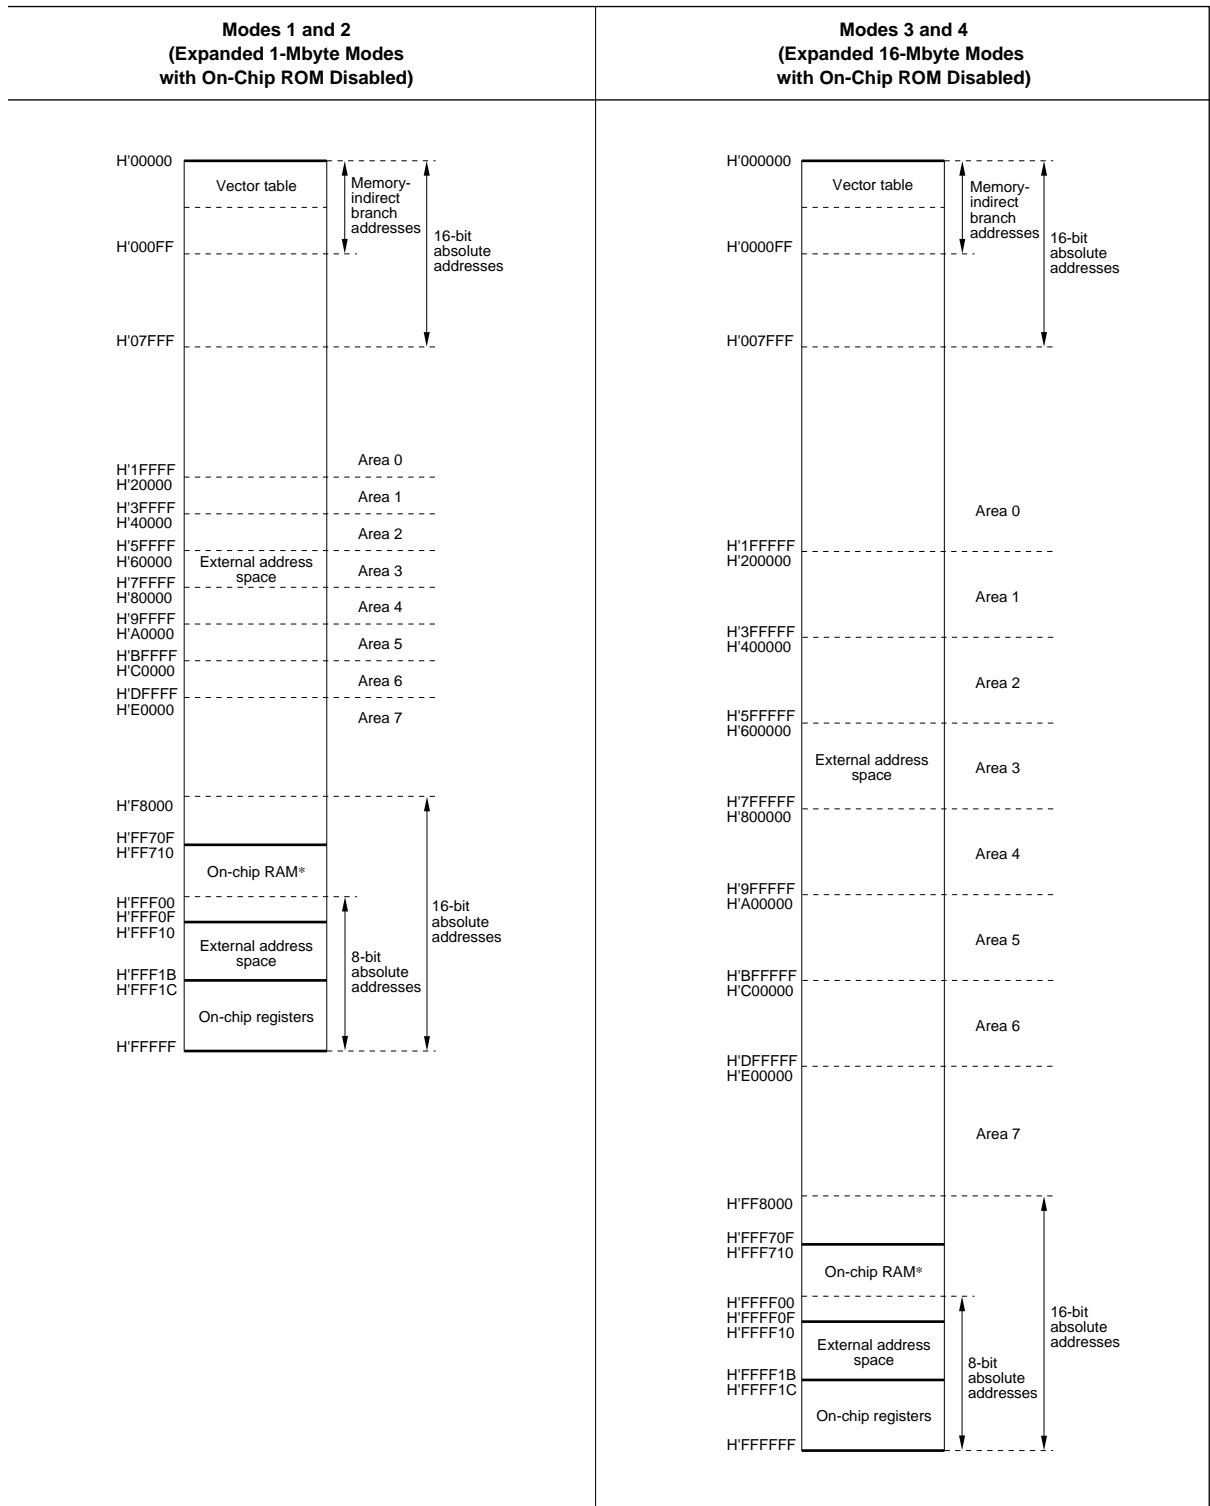 Modes 1 and 2
(Expanded 1-Mbyte Modes
with On-Chip ROM Disabled)
H'00000
Vector table
Memory-
indirect
branch
addresses
H'000FF
16-bit
absolute
addresses
H'07FFF
Area 0
H'1FFFF
H'20000
Area 1
H'3FFFF
H'40000
Area 2
H'5FFFF
H'60000
External address
space
Area 3
H'7FFFF
H'80000
Area 4
H'9FFFF
H'A0000
Area 5
H'BFFFF
H'C0000
Area 6
H'DFFFF
H'E0000
Area 7
H'F8000
H'FF70F
H'FF710
On-chip RAM*
H'FFF00
H'FFF0F
H'FFF10
16-bit
absolute
addresses
External address
space
8-bit
absolute
addresses
H'FFF1B
H'FFF1C
On-chip registers
H'FFFFF
Modes 3 and 4
(Expanded 16-Mbyte Modes
with On-Chip ROM Disabled)
H'000000
Vector table
Memory-
indirect
branch
addresses
H'0000FF
16-bit
absolute
addresses
H'007FFF
Area 0
H'1FFFFF
H'200000
Area 1
H'3FFFFF
H'400000
Area 2
H'5FFFFF
H'600000
External address
space
Area 3
H'7FFFFF
H'800000
Area 4
H'9FFFFF
H'A00000
Area 5
H'BFFFFF
H'C00000
Area 6
H'DFFFFF
H'E00000
Area 7
H'FF8000
H'FFF70F
H'FFF710
On-chip RAM*
H'FFFF00
H'FFFF0F
H'FFFF10
16-bit
absolute
addresses
External address
space
8-bit
absolute
addresses
H'FFFF1B
H'FFFF1C
On-chip registers
H'FFFFFF